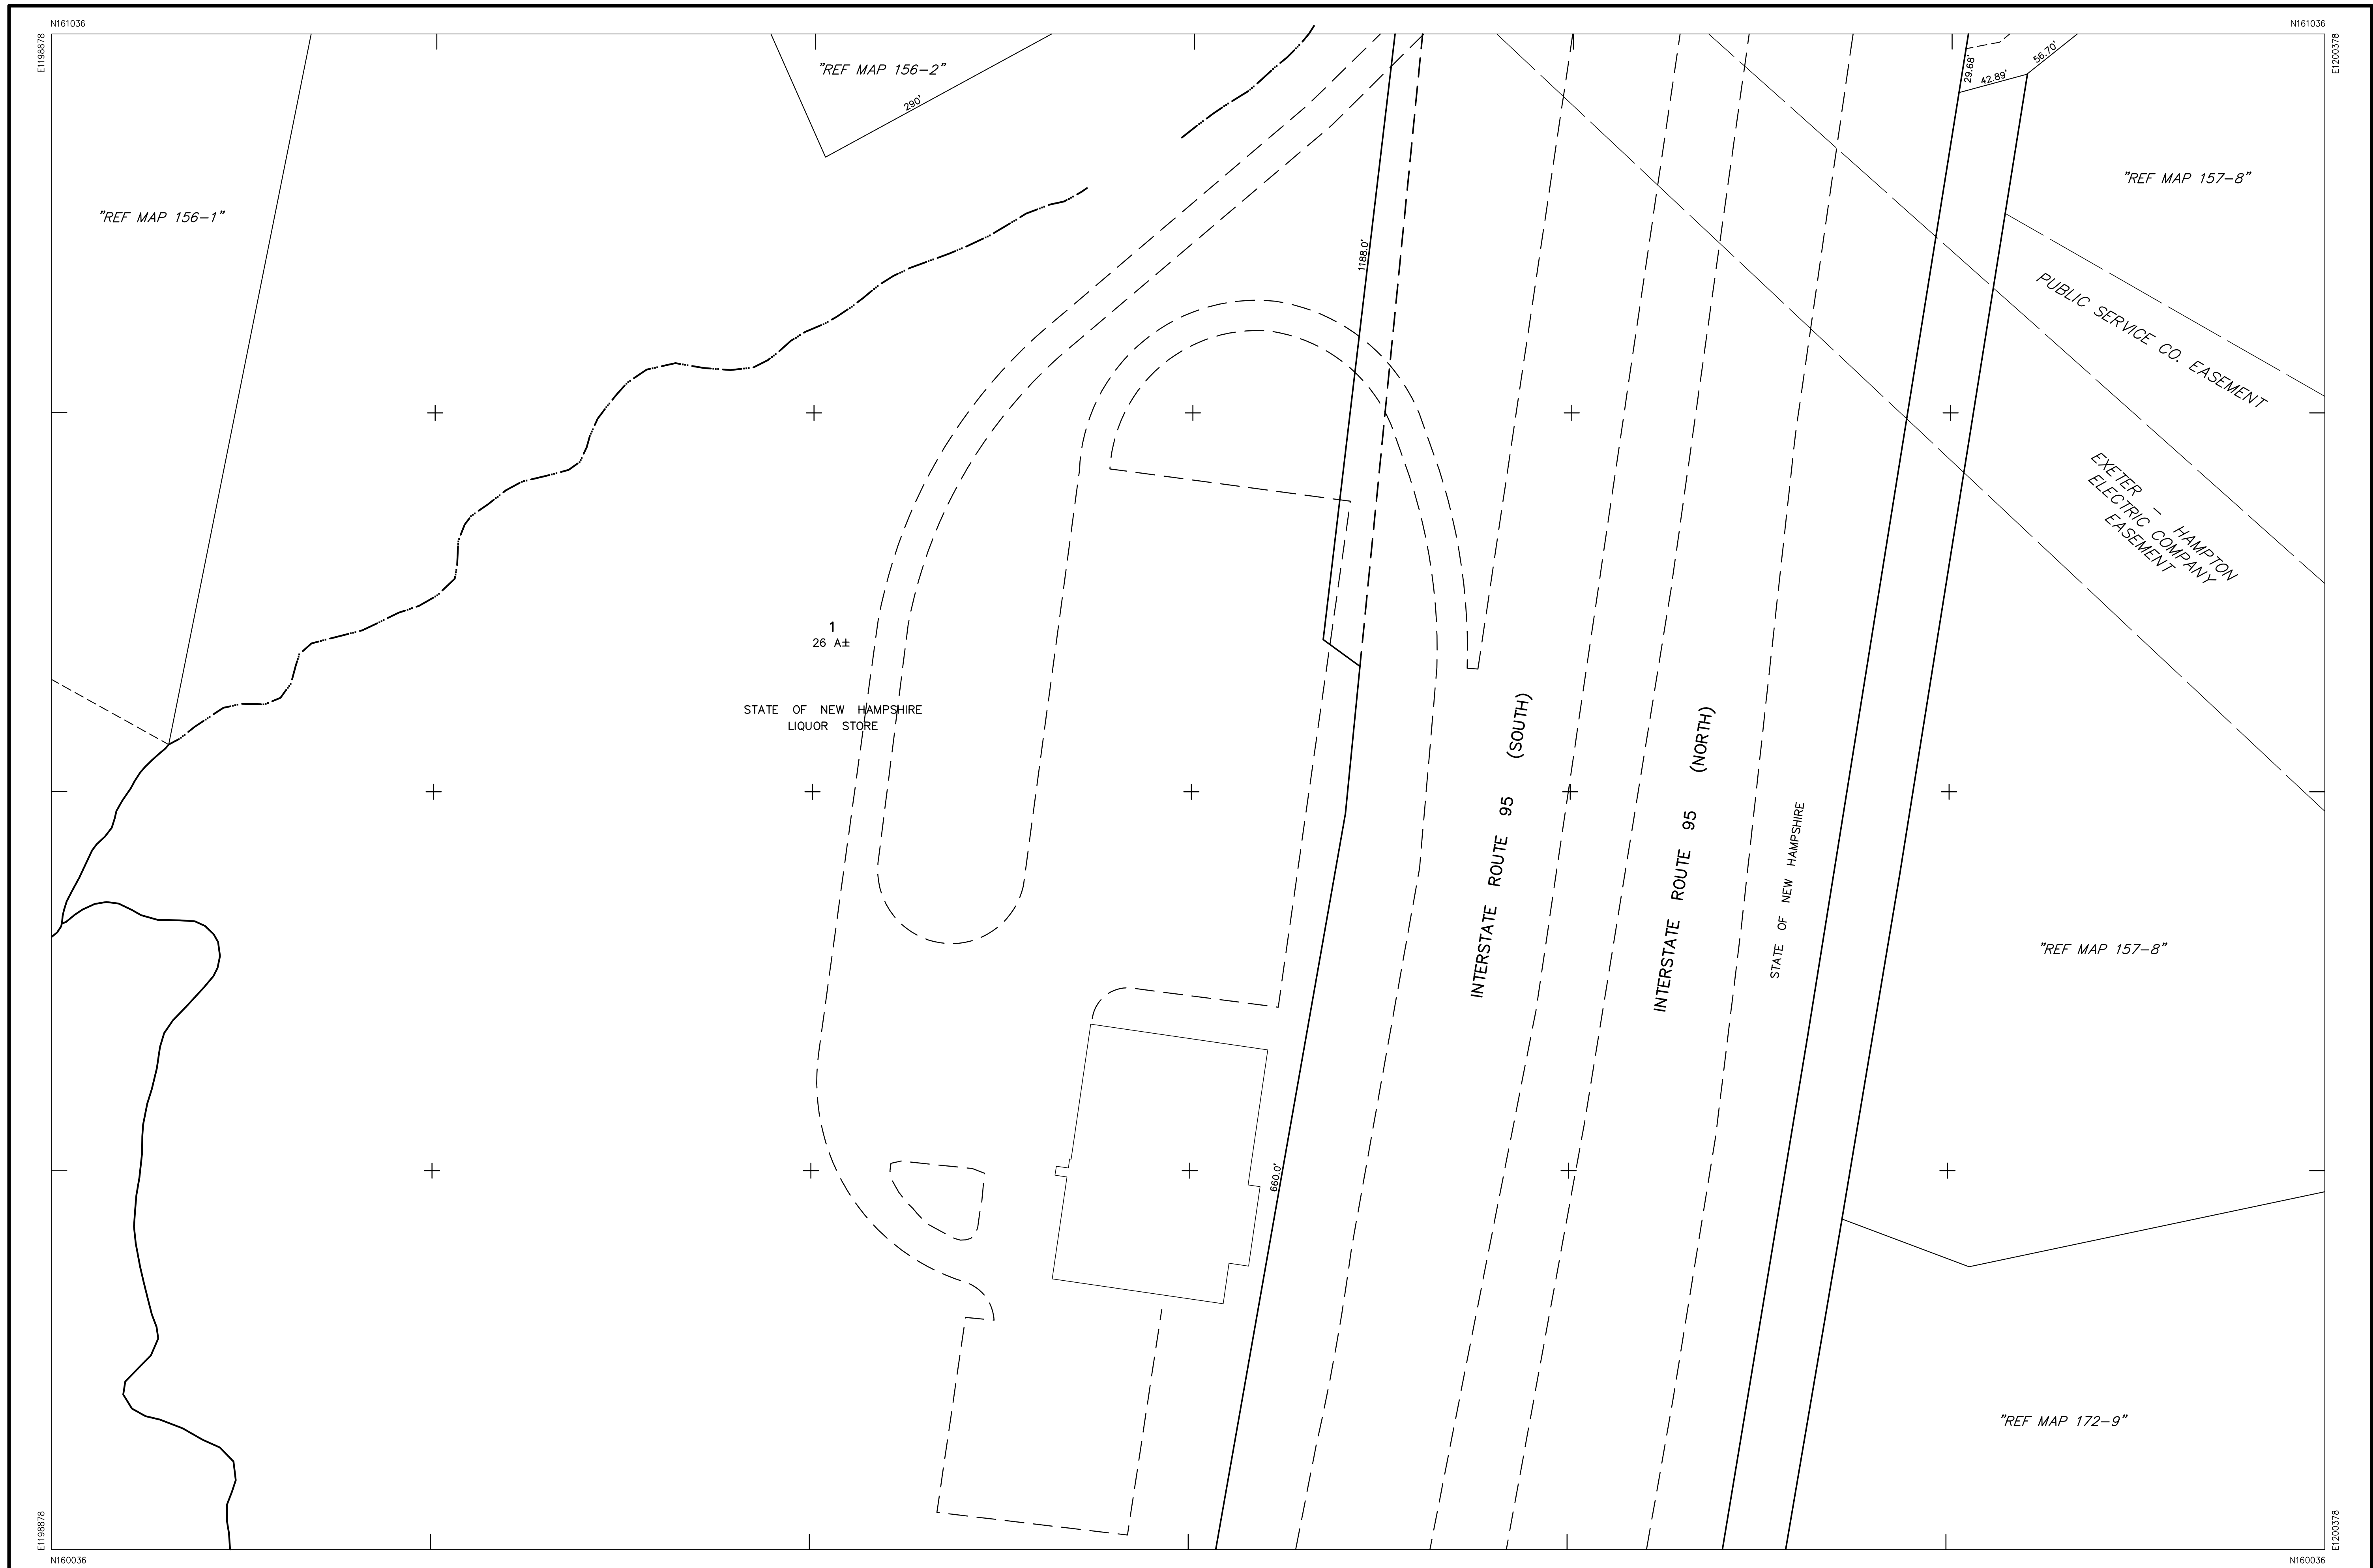 N161036
N161036
E1198878
E1200378
"REF MAP 156-2"
290'
29.68'
42.89'
56.70'
"REF MAP 156-1"
"REF MAP 157-8"
1188.0'
PUBLIC SERVICE CO. EASEMENT
EXETER - HAMPTON
ELECTRIC COMPANY
EASEMENT
1
26 A±
STATE OF NEW HAMPSHIRE
LIQUOR STORE
INTERSTATE ROUTE 95 (SOUTH)
INTERSTATE ROUTE 95 (NORTH)
STATE OF NEW HAMPSHIRE
"REF MAP 157-8"
660.0'
"REF MAP 172-9"
E1198878
E1200378
N160036
N160036